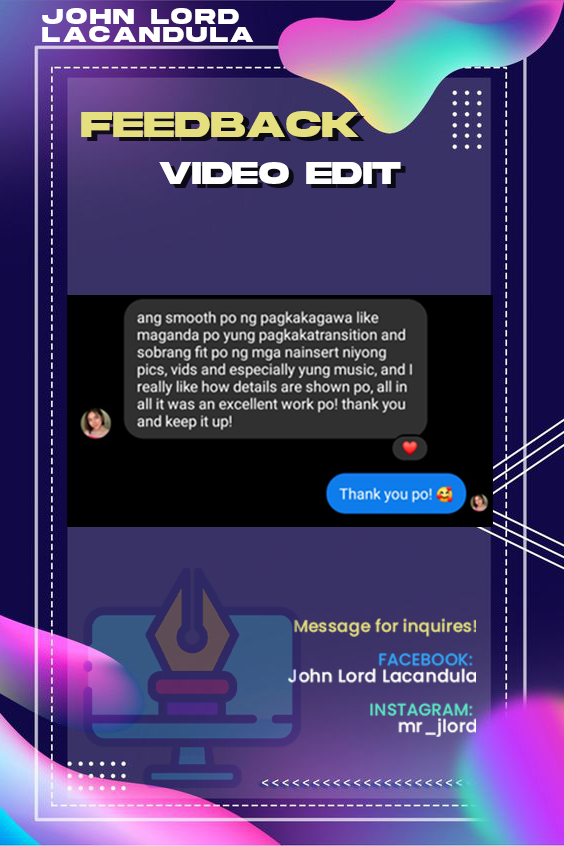 JOHN LORD
LACANDULA
FEEDBACK
VIDEO EDIT
ang smooth po ng pagkakagawa like
maganda po yung pagkakatransition and
sobrang fit po ng mga nainsert niyong
pics, vids and especially yung music, and I
really like how details are shown po, all in
all it was an excellent work po! thank you
and keep it up!
Thank you po! 🥰
Message for inquires!
FACEBOOK:
John Lord Lacandula
INSTAGRAM:
mr_jlord